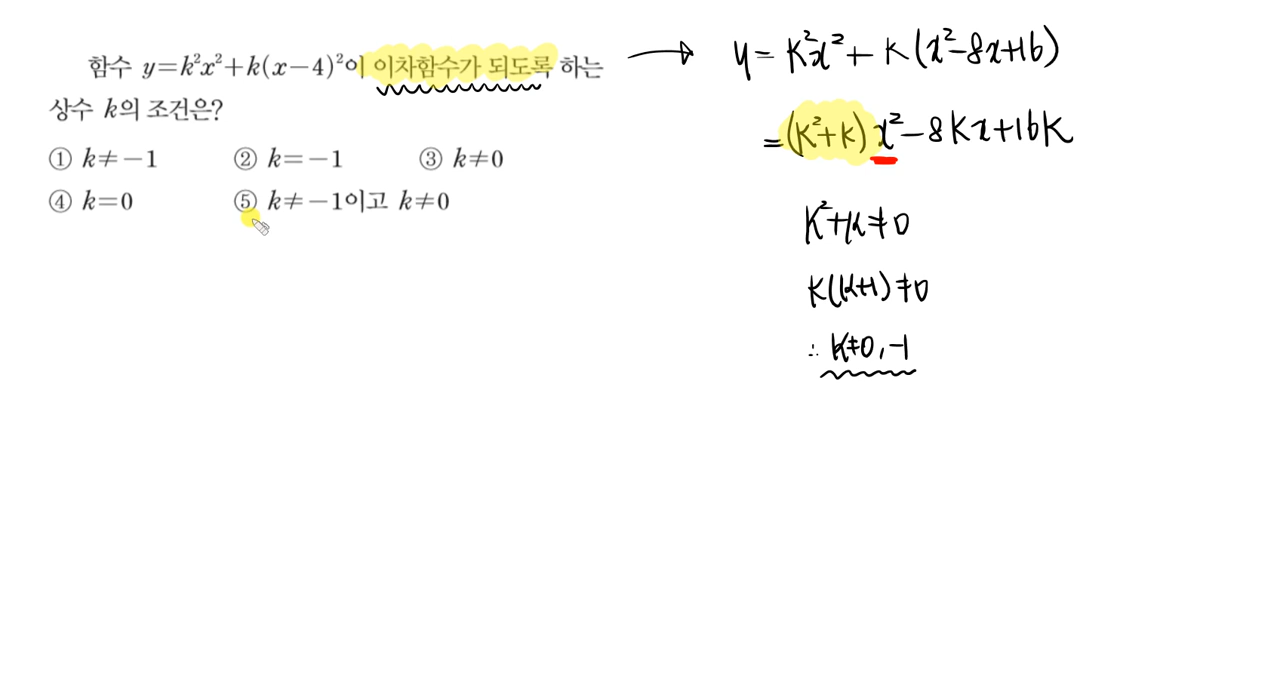 함수 y=k²x²+k(x-4)²이 이차함수가 되도록 하는
상수 k의 조건은?
① k≠-1 ② k=-1 ③ k≠0
④ k=0 ⑤ k≠-1이고 k≠0
y=k²x²+k(x²-8x+16)
=(k²+k)x²-8kx+16k
k²+k≠0
k(k+1)≠0
∴ k≠0, -1